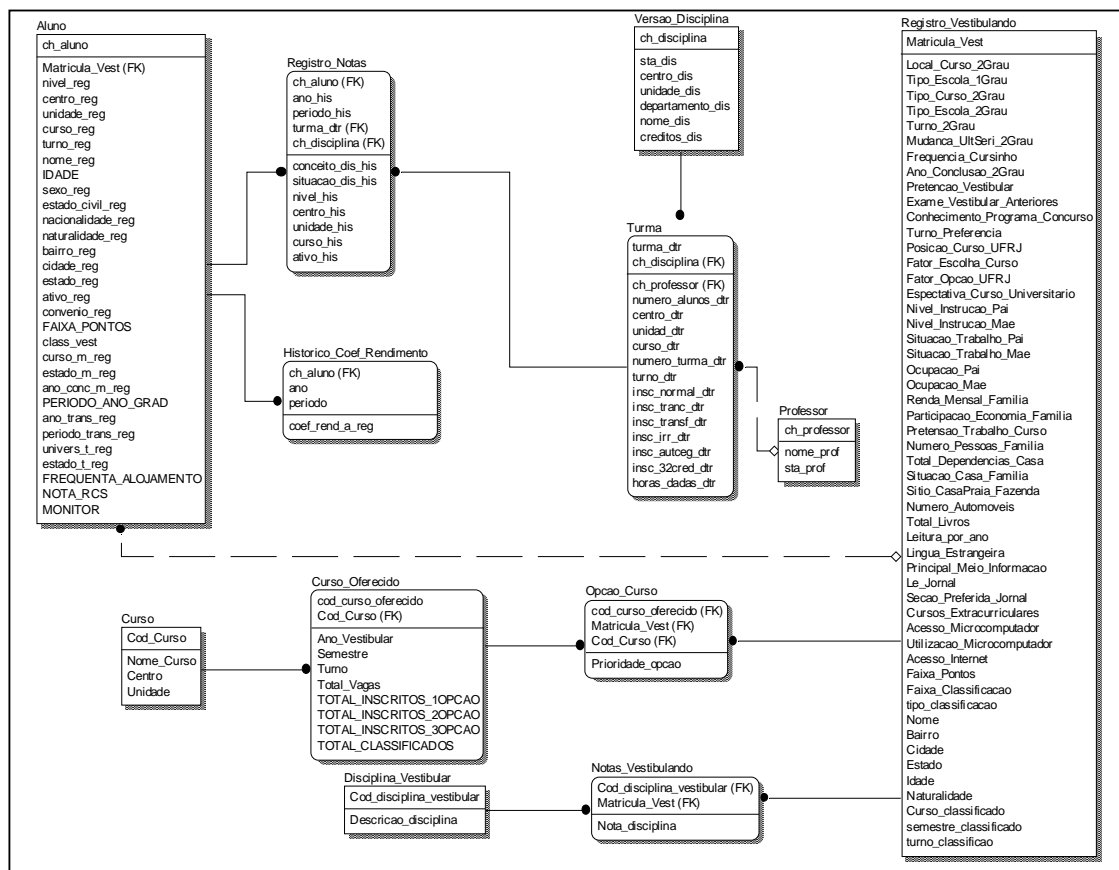 Aluno
ch_aluno
Matricula_Vest (FK)
nivel_reg
centro_reg
unidade_reg
curso_reg
turno_reg
nome_reg
IDADE
sexo_reg
estado_civil_reg
nacionalidade_reg
naturalidade_reg
bairro_reg
cidade_reg
estado_reg
ativo_reg
convenio_reg
FAIXA_PONTOS
class_vest
curso_m_reg
estado_m_reg
ano_conc_m_reg
PERIODO_ANO_GRAD
ano_trans_reg
periodo_trans_reg
univers_t_reg
estado_t_reg
FREQUENTA_ALOJAMENTO
NOTA_RCS
MONITOR
Registro_Notas
ch_aluno (FK)
ano_his
periodo_his
turma_dtr (FK)
ch_disciplina (FK)
conceito_dis_his
situacao_dis_his
nivel_his
centro_his
unidade_his
curso_his
ativo_his
Historico_Coef_Rendimento
ch_aluno (FK)
ano
periodo
coef_rend_a_reg
Versao_Disciplina
ch_disciplina
sta_dis
centro_dis
unidade_dis
departamento_dis
nome_dis
creditos_dis
Turma
turma_dtr
ch_disciplina (FK)
ch_professor (FK)
numero_alunos_dtr
centro_dtr
unidad_dtr
curso_dtr
numero_turma_dtr
turno_dtr
insc_normal_dtr
insc_tranc_dtr
insc_transf_dtr
insc_irr_dtr
insc_autceg_dtr
insc_32cred_dtr
horas_dadas_dtr
Professor
ch_professor
nome_prof
sta_prof
Registro_Vestibulando
Matricula_Vest
Local_Curso_2Grau
Tipo_Escola_1Grau
Tipo_Curso_2Grau
Tipo_Escola_2Grau
Turno_2Grau
Mudanca_UltSeri_2Grau
Frequencia_Cursinho
Ano_Conclusao_2Grau
Pretencao_Vestibular
Exame_Vestibular_Anteriores
Conhecimento_Programa_Concurso
Turno_Preferencia
Posicao_Curso_UFRJ
Fator_Escolha_Curso
Fator_Opcao_UFRJ
Espectativa_Curso_Universitario
Nivel_Instrucao_Pai
Nivel_Instrucao_Mae
Situacao_Trabalho_Pai
Situacao_Trabalho_Mae
Ocupacao_Pai
Ocupacao_Mae
Renda_Mensal_Familia
Participacao_Economia_Familia
Pretensao_Trabalho_Curso
Numero_Pessoas_Familia
Total_Dependencias_Casa
Situacao_Casa_Familia
Sitio_CasaPraia_Fazenda
Numero_Automoveis
Total_Livros
Leitura_por_ano
Lingua_Estrangeira
Principal_Meio_Informacao
Le_Jornal
Secao_Preferida_Jornal
Cursos_Extracurriculares
Acesso_Microcomputador
Utilizacao_Microcomputador
Acesso_Internet
Faixa_Pontos
Faixa_Classificacao
tipo_classificacao
Nome
Bairro
Cidade
Estado
Idade
Naturalidade
Curso_classificado
semestre_classificado
turno_classificao
Curso
Cod_Curso
Nome_Curso
Centro
Unidade
Curso_Oferecido
cod_curso_oferecido
Cod_Curso (FK)
Ano_Vestibular
Semestre
Turno
Total_Vagas
TOTAL_INSCRITOS_1OPCAO
TOTAL_INSCRITOS_2OPCAO
TOTAL_INSCRITOS_3OPCAO
TOTAL_CLASSIFICADOS
Opcao_Curso
cod_curso_oferecido (FK)
Matricula_Vest (FK)
Cod_Curso (FK)
Prioridade_opcao
Disciplina_Vestibular
Cod_disciplina_vestibular
Descricao_disciplina
Notas_Vestibulando
Cod_disciplina_vestibular (FK)
Matricula_Vest (FK)
Nota_disciplina